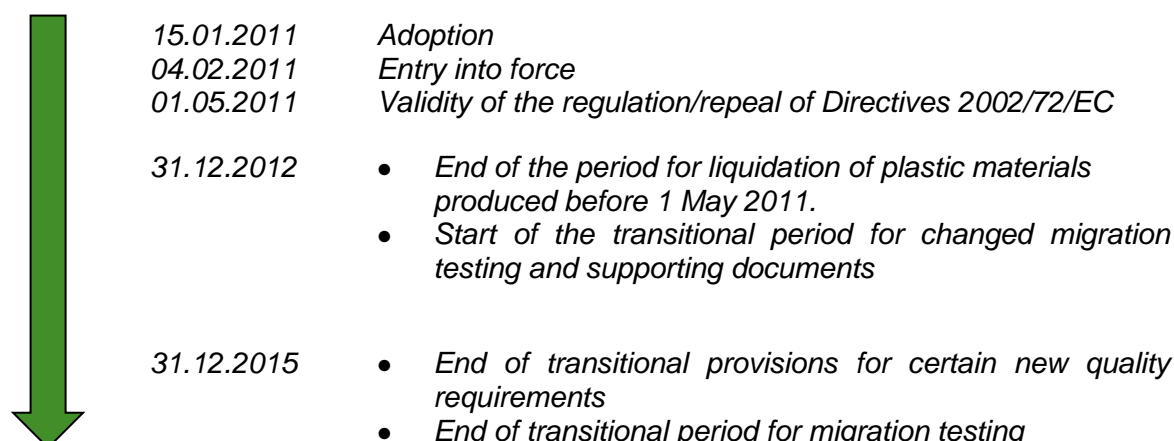 15.01.2011 Adoption
04.02.2011 Entry into force
01.05.2011 Validity of the regulation/repeal of Directives 2002/72/EC
31.12.2012 • End of the period for liquidation of plastic materials
produced before 1 May 2011.
• Start of the transitional period for changed migration
testing and supporting documents
31.12.2015 • End of transitional provisions for certain new quality
requirements
• End of transitional period for migration testing